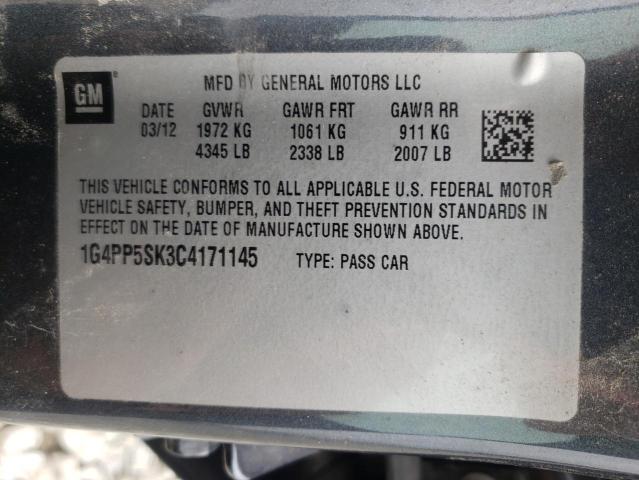 GM
MFD BY GENERAL MOTORS LLC
DATE GVWR GAWR FRT GAWR RR
03/12 1972 KG 1061 KG 911 KG
4345 LB 2338 LB 2007 LB
THIS VEHICLE CONFORMS TO ALL APPLICABLE U.S. FEDERAL MOTOR
VEHICLE SAFETY, BUMPER, AND THEFT PREVENTION STANDARDS IN
EFFECT ON THE DATE OF MANUFACTURE SHOWN ABOVE.
1G4PP5SK3C4171145 TYPE: PASS CAR